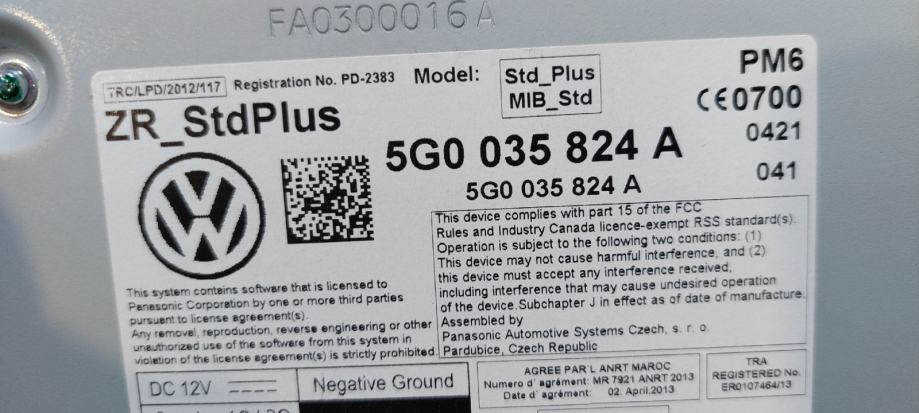 FA0300016A
TRC/LPD/2012/117
Registration No. PD-2383
Model:
Std_Plus
MIB_Std
PM6
CE0700
0421
041
ZR_StdPlus
5G0 035 824 A
5G0 035 824 A
This device complies with part 15 of the FCC
Rules and Industry Canada licence-exempt RSS standard(s).
Operation is subject to the following two conditions: (1)
This device may not cause harmful interference, and (2)
this device must accept any interference received,
including interference that may cause undesired operation
of the device.Subchapter J in effect as of date of manufacture.
Assembled by
Panasonic Automotive Systems Czech, s. r. o.
Pardubice, Czech Republic
This system contains software that is licensed to
Panasonic Corporation by one or more third parties
pursuant to license agreement(s).
Any removal, reproduction, reverse engineering or other
unauthorized use of the software from this system in
violation of the license agreement(s) is strictly prohibited.
DC 12V
Negative Ground
AGREE PAR'L ANRT MAROC
Numero d' agrément: MR 7921 ANRT 2013
Date d' agrément: 02. April.2013
TRA
REGISTERED No.
ER0107464/13